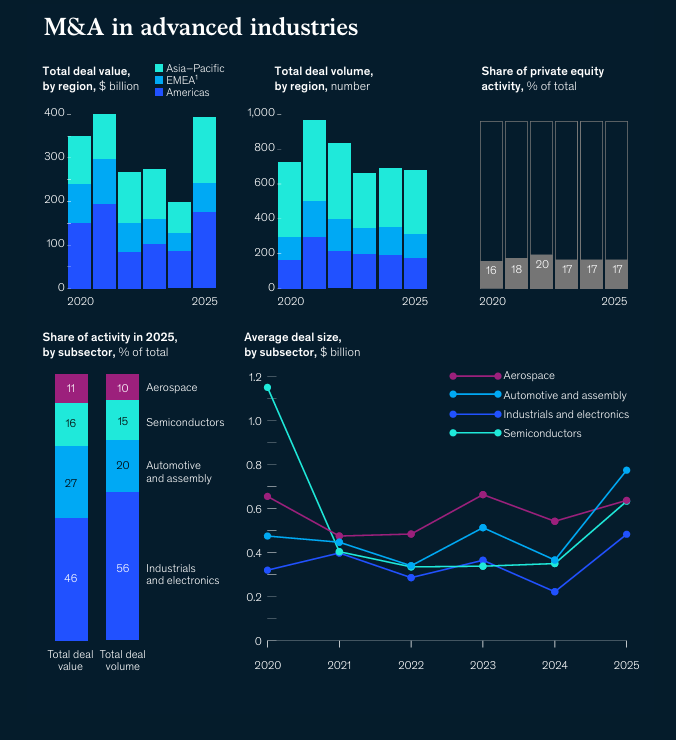 M&A in advanced industries
Total deal value,
by region, $ billion
Asia–Pacific
EMEA¹
Americas
400
300
200
100
0
2020
2025
Total deal volume,
by region, number
1,000
800
600
400
200
0
2020
2025
Share of private equity
activity, % of total
16
18
20
17
17
17
2020
2025
Share of activity in 2025,
by subsector, % of total
11
10
Aerospace
16
15
Semiconductors
27
20
Automotive
and assembly
46
56
Industrials
and electronics
Total deal
value
Total deal
volume
Average deal size,
by subsector, $ billion
Aerospace
Automotive and assembly
Industrials and electronics
Semiconductors
1.2
1.0
0.8
0.6
0.4
0.2
0
2020
2021
2022
2023
2024
2025